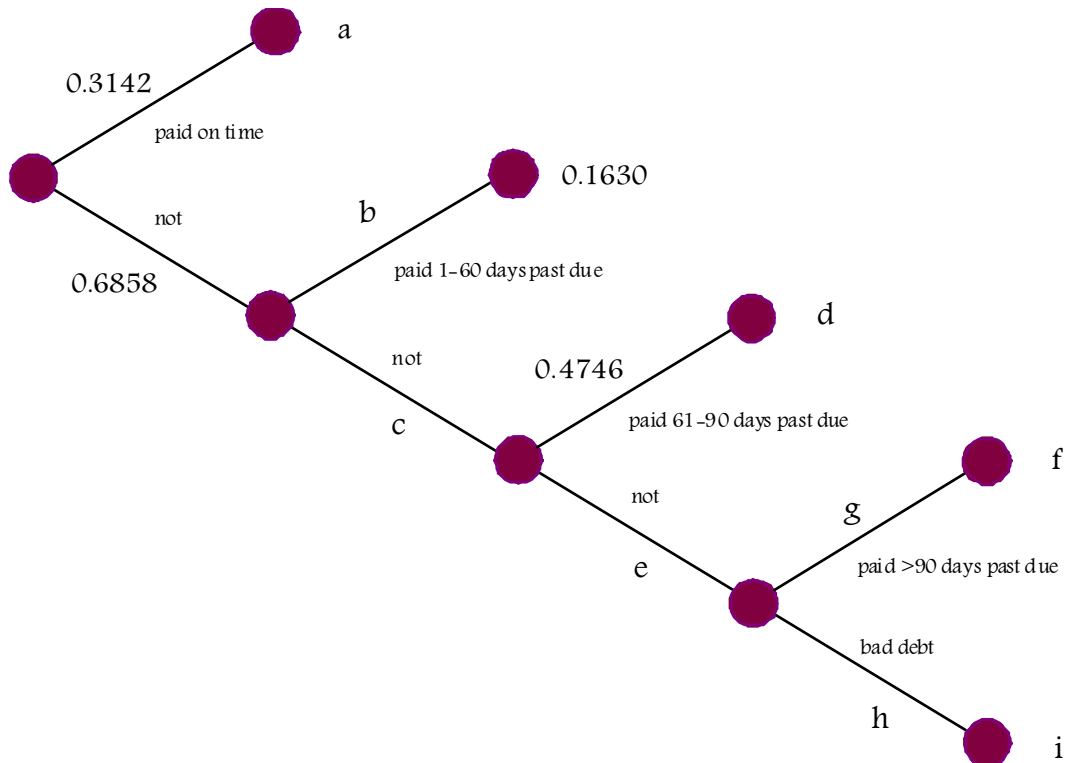 a
0.3142
paid on time
0.1630
b
not
paid 1-60 days past due
0.6858
d
not
0.4746
c
paid 61-90 days past due
f
not
g
e
paid >90 days past due
bad debt
h
i